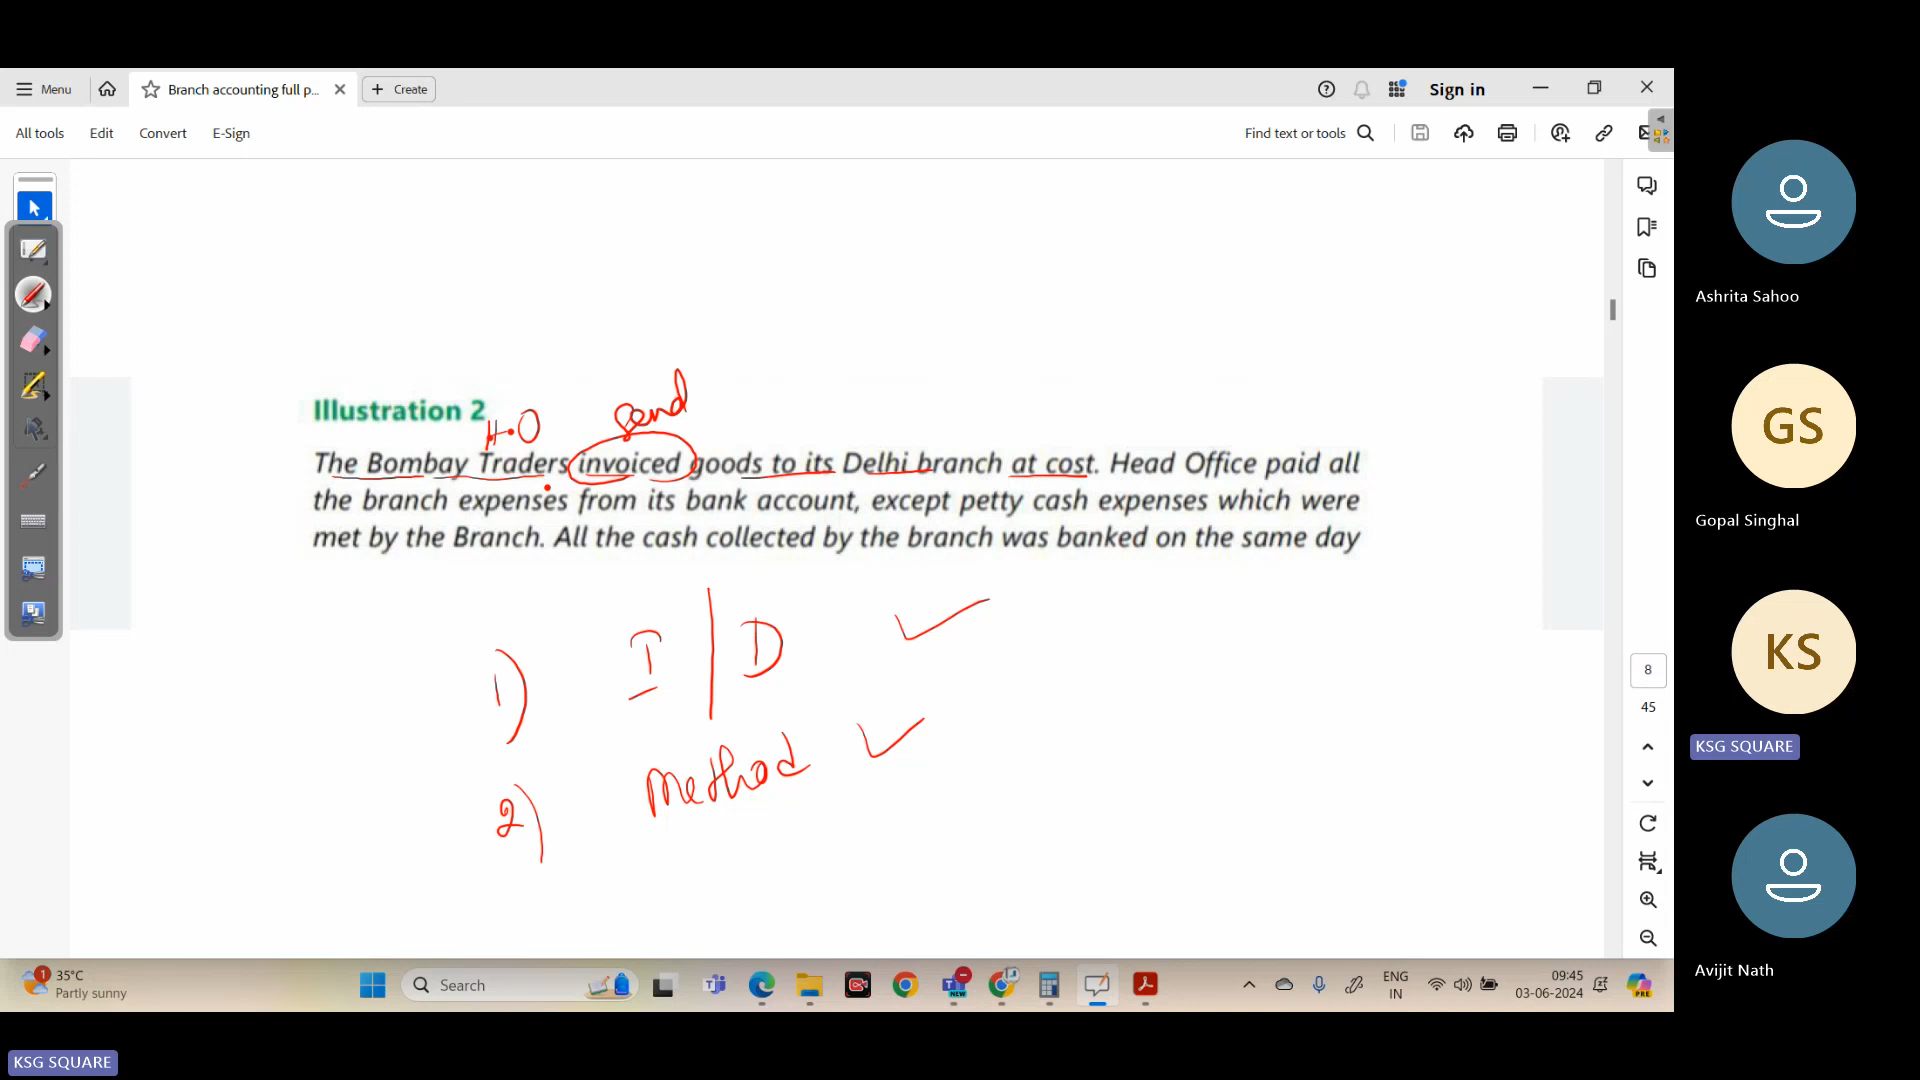 Menu
Branch accounting full p...
Create
Sign in
All tools
Edit
Convert
E-Sign
Find text or tools
Illustration 2
H.O
send
The Bombay Traders invoiced goods to its Delhi branch at cost. Head Office paid all
the branch expenses from its bank account, except petty cash expenses which were
met by the Branch. All the cash collected by the branch was banked on the same day
1) I | D
2) Method
8
45
Ashrita Sahoo
GS
Gopal Singhal
KS
KSG SQUARE
Avijit Nath
1
35°C
Partly sunny
Search
NEW
ENG
IN
09:45
03-06-2024
PRE
KSG SQUARE